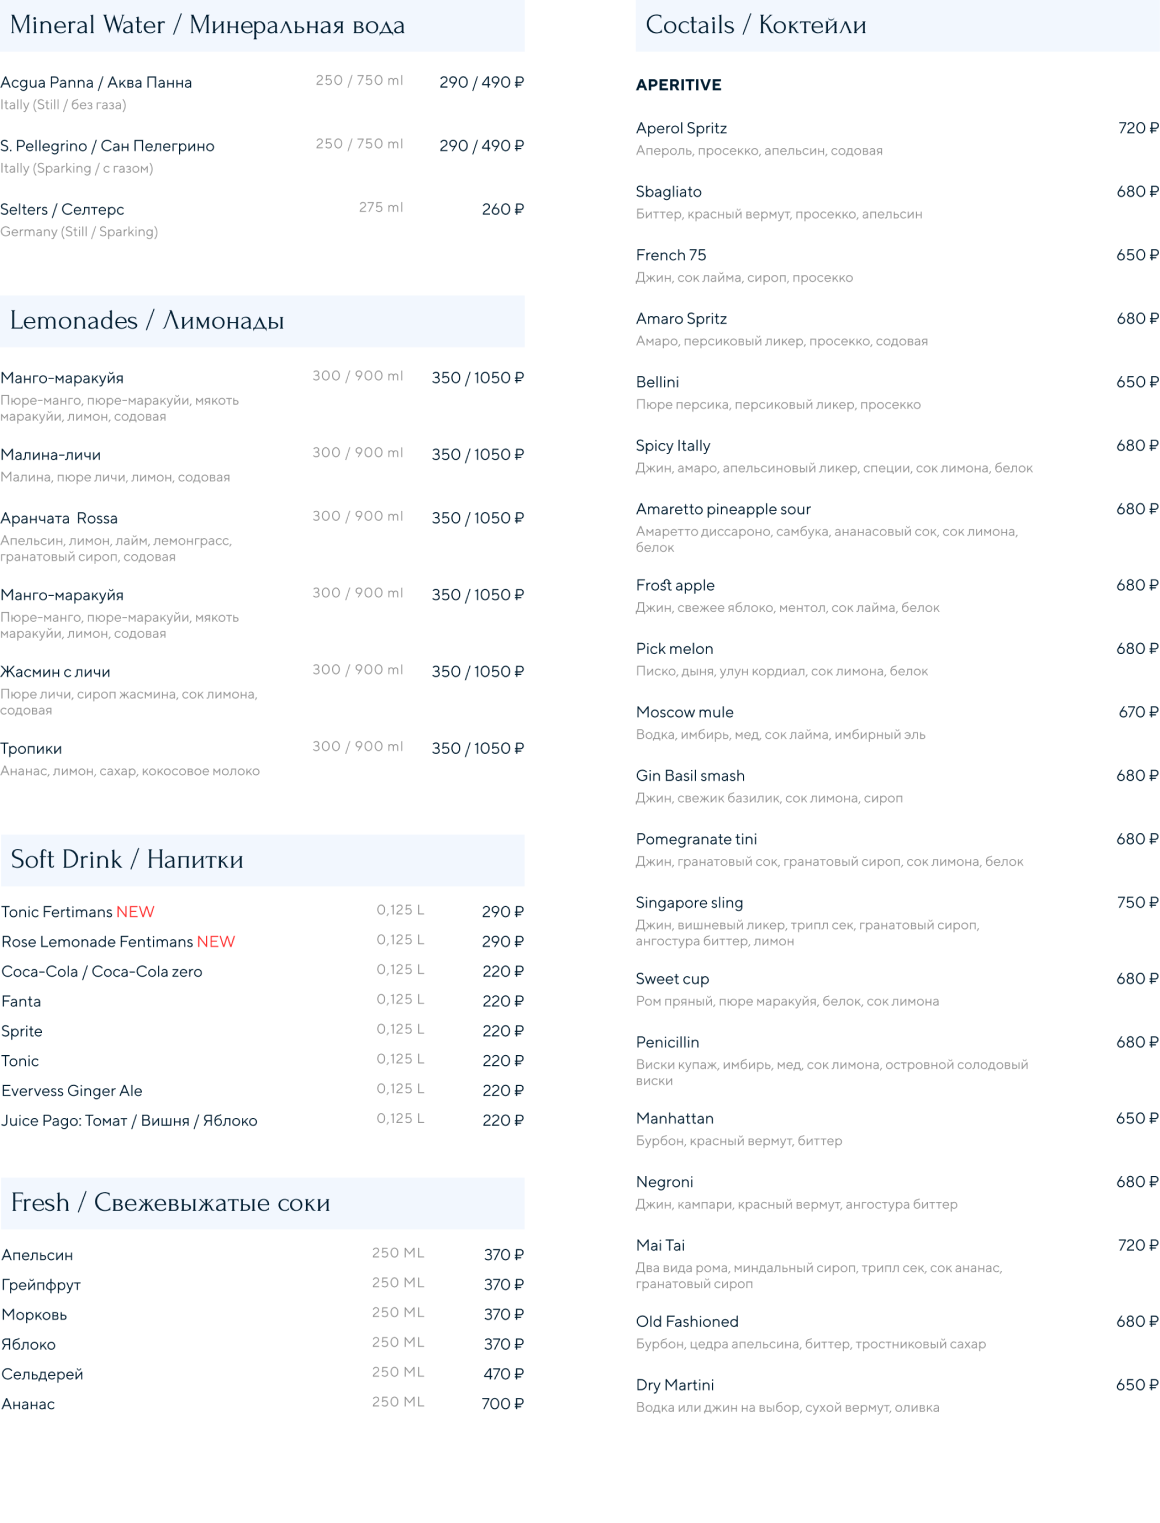 Mineral Water / Минеральная вода
Acgua Panna / Аква Панна 250 / 750 ml 290 / 490 ₽
Itally (Still / без газа)
S. Pellegrino / Сан Пелегрино 250 / 750 ml 290 / 490 ₽
Itally (Sparking / с газом)
Selters / Селтерс 275 ml 260 ₽
Germany (Still / Sparking)
Lemonades / Лимонады
Манго-маракуйя 300 / 900 ml 350 / 1050 ₽
Пюре-манго, пюре-маракуйи, мякоть
маракуйи, лимон, содовая
Малина-личи 300 / 900 ml 350 / 1050 ₽
Малина, пюре личи, лимон, содовая
Аранчата Rossa 300 / 900 ml 350 / 1050 ₽
Апельсин, лимон, лайм, лемонграсс,
гранатовый сироп, содовая
Манго-маракуйя 300 / 900 ml 350 / 1050 ₽
Пюре-манго, пюре-маракуйи, мякоть
маракуйи, лимон, содовая
Жасмин с личи 300 / 900 ml 350 / 1050 ₽
Пюре личи, сироп жасмина, сок лимона,
содовая
Тропики 300 / 900 ml 350 / 1050 ₽
Ананас, лимон, сахар, кокосовое молоко
Soft Drink / Напитки
Tonic Fertimans NEW 0,125 L 290 ₽
Rose Lemonade Fentimans NEW 0,125 L 290 ₽
Coca-Cola / Coca-Cola zero 0,125 L 220 ₽
Fanta 0,125 L 220 ₽
Sprite 0,125 L 220 ₽
Tonic 0,125 L 220 ₽
Evervess Ginger Ale 0,125 L 220 ₽
Juice Pago: Томат / Вишня / Яблоко 0,125 L 220 ₽
Fresh / Свежевыжатые соки
Апельсин 250 ML 370 ₽
Грейпфрут 250 ML 370 ₽
Морковь 250 ML 370 ₽
Яблоко 250 ML 370 ₽
Сельдерей 250 ML 470 ₽
Ананас 250 ML 700 ₽
Coctails / Коктейли
APERITIVE
Aperol Spritz 720 ₽
Апероль, просекко, апельсин, содовая
Sbagliato 680 ₽
Биттер, красный вермут, просекко, апельсин
French 75 650 ₽
Джин, сок лайма, сироп, просекко
Amaro Spritz 680 ₽
Амаро, персиковый ликер, просекко, содовая
Bellini 650 ₽
Пюре персика, персиковый ликер, просекко
Spicy Itally 680 ₽
Джин, амаро, апельсиновый ликер, специи, сок лимона, белок
Amaretto pineapple sour 680 ₽
Амаретто диссароно, самбука, ананасовый сок, сок лимона,
белок
Frost apple 680 ₽
Джин, свежее яблоко, ментол, сок лайма, белок
Pick melon 680 ₽
Писко, дыня, улун кордиал, сок лимона, белок
Moscow mule 670 ₽
Водка, имбирь, мед, сок лайма, имбирный эль
Gin Basil smash 680 ₽
Джин, свежик базилик, сок лимона, сироп
Pomegranate tini 680 ₽
Джин, гранатовый сок, гранатовый сироп, сок лимона, белок
Singapore sling 750 ₽
Джин, вишневый ликер, трипл сек, гранатовый сироп,
ангостура биттер, лимон
Sweet cup 680 ₽
Ром пряный, пюре маракуйя, белок, сок лимона
Penicillin 680 ₽
Виски купаж, имбирь, мед, сок лимона, островной солодовый
виски
Manhattan 650 ₽
Бурбон, красный вермут, биттер
Negroni 680 ₽
Джин, кампари, красный вермут, ангостура биттер
Mai Tai 720 ₽
Два вида рома, миндальный сироп, трипл сек, сок ананас,
гранатовый сироп
Old Fashioned 680 ₽
Бурбон, цедра апельсина, биттер, тростниковый сахар
Dry Martini 650 ₽
Водка или джин на выбор, сухой вермут, оливка